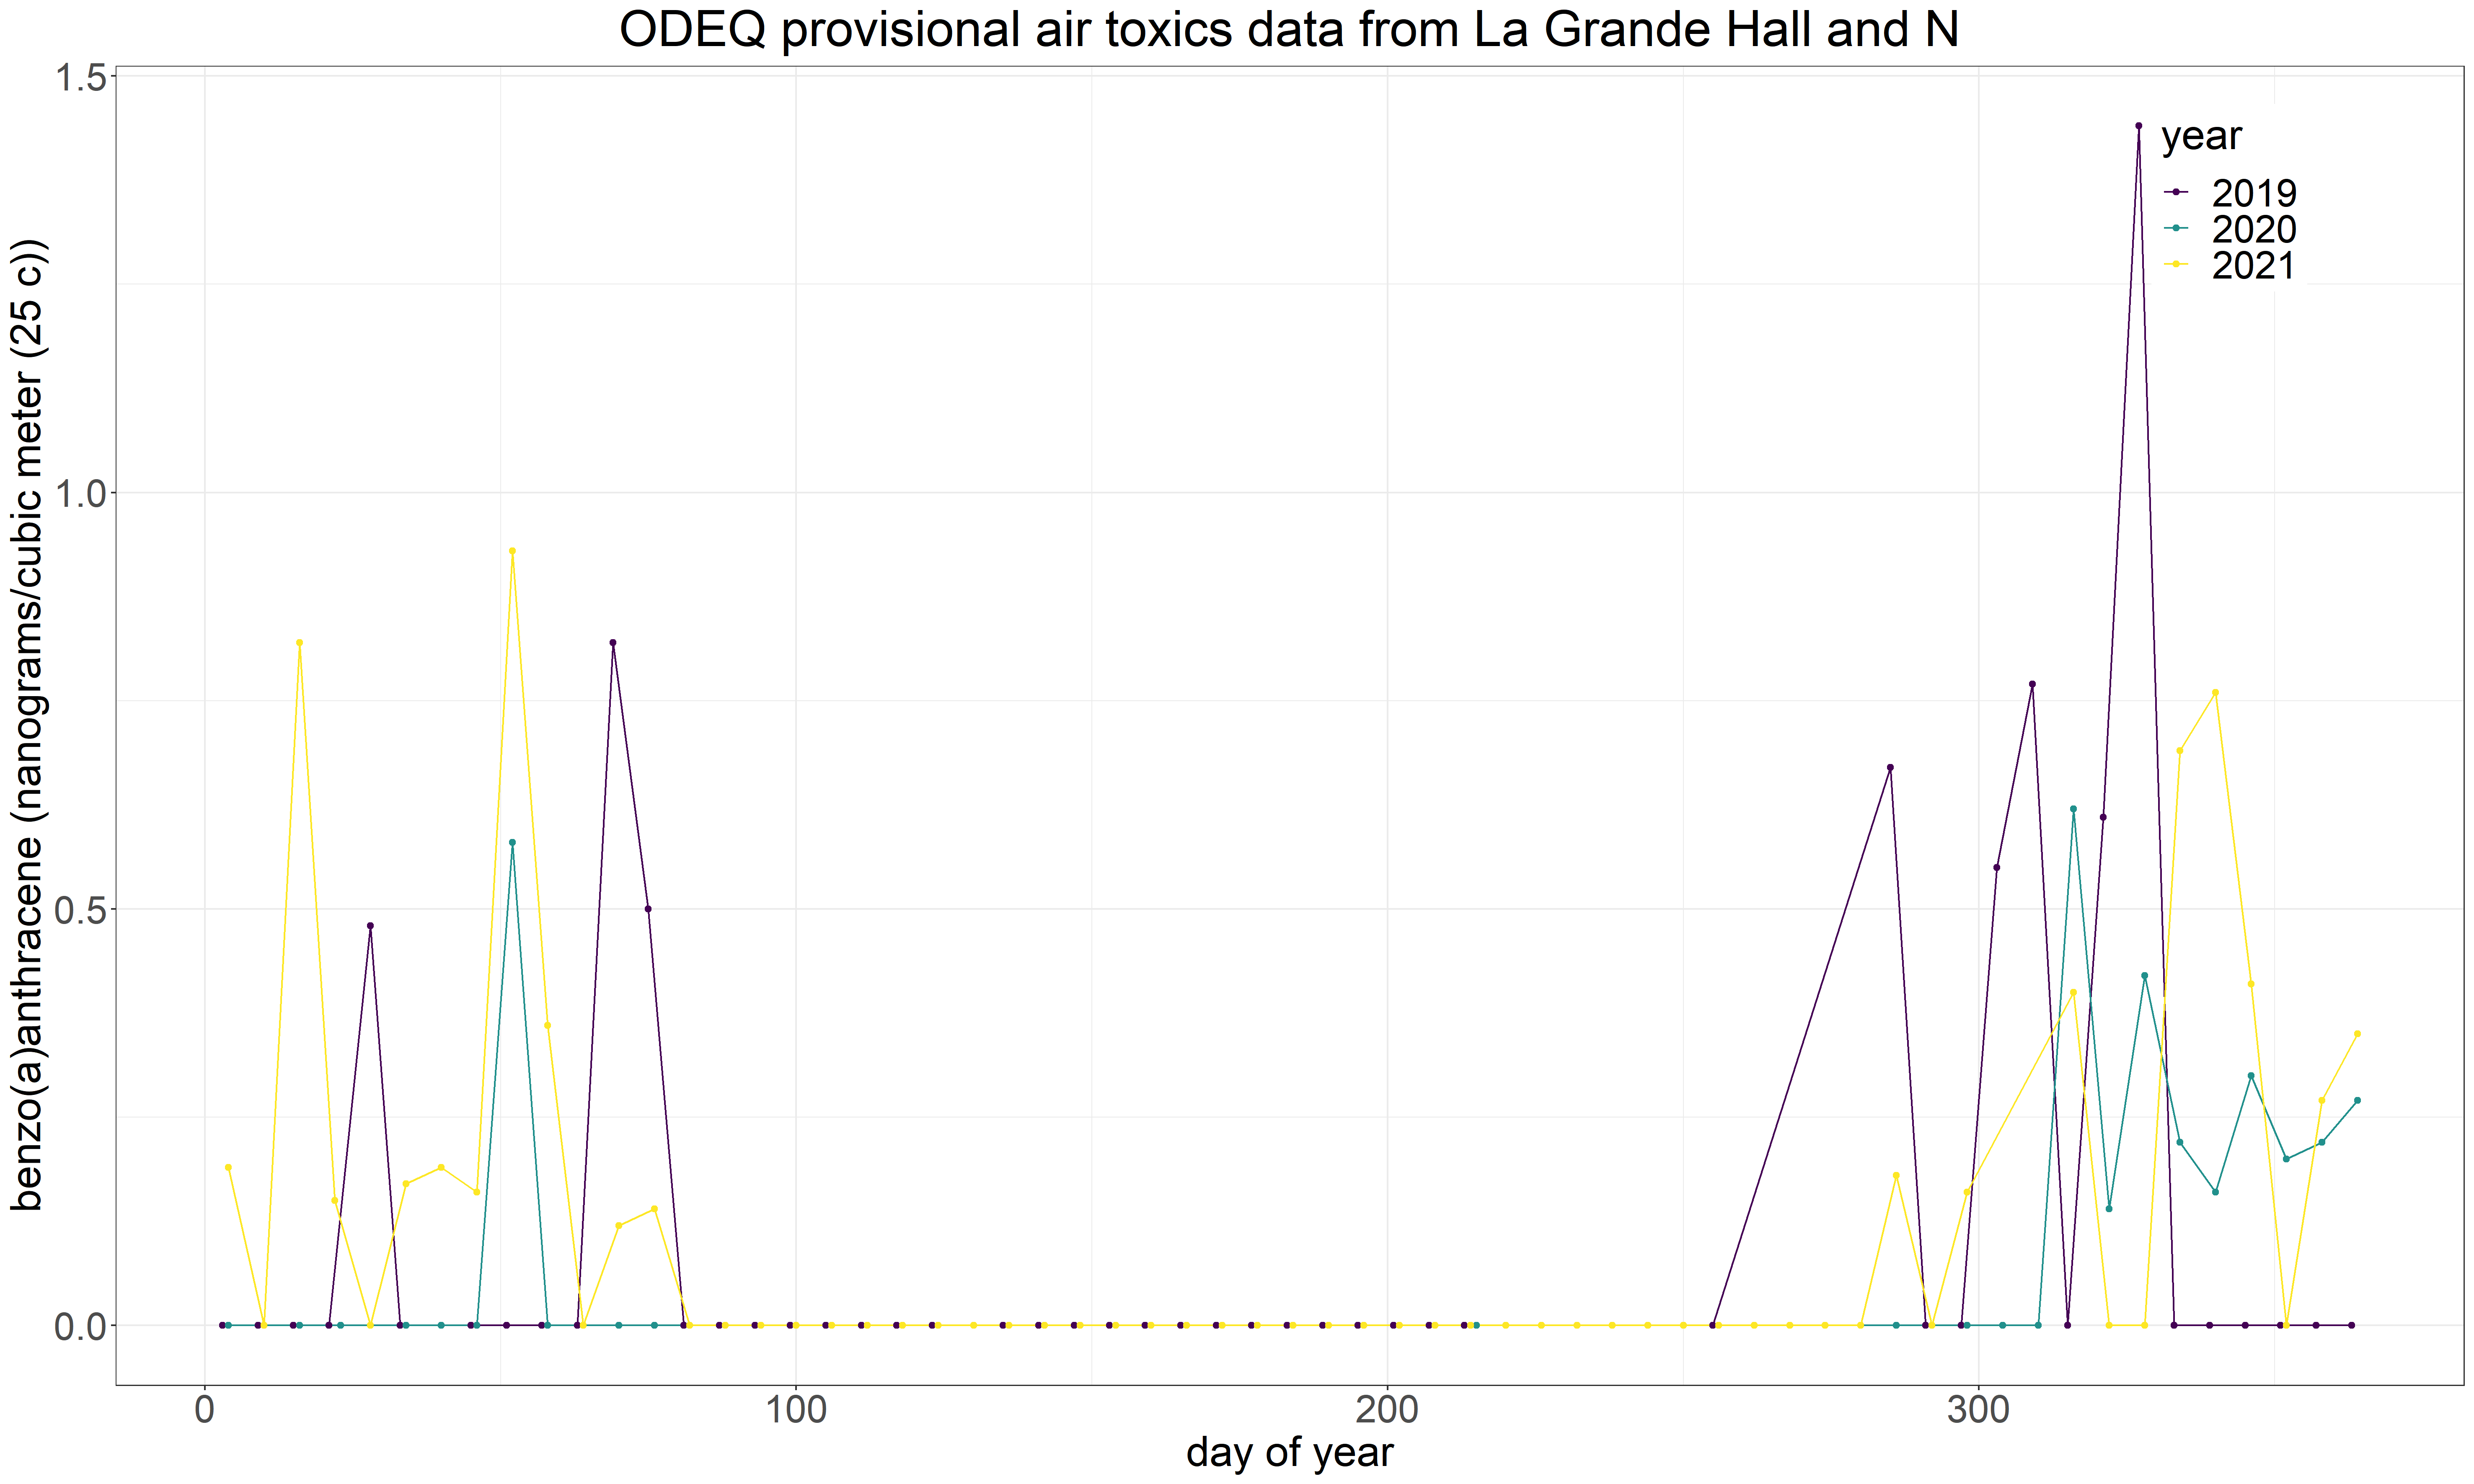 ODEQ provisional air toxics data from La Grande Hall and N
benzo(a)anthracene (nanograms/cubic meter (25 c))
1.5
1.0
0.5
0.0
year
2019
2020
2021
0 100 200 300
day of year